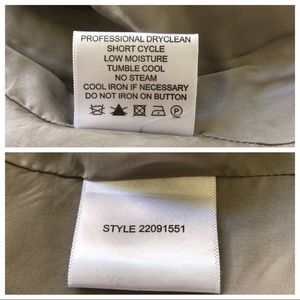 PROFESSIONAL DRYCLEAN
SHORT CYCLE
LOW MOISTURE
TUMBLE COOL
NO STEAM
COOL IRON IF NECESSARY
DO NOT IRON ON BUTTON
P
STYLE 22091551